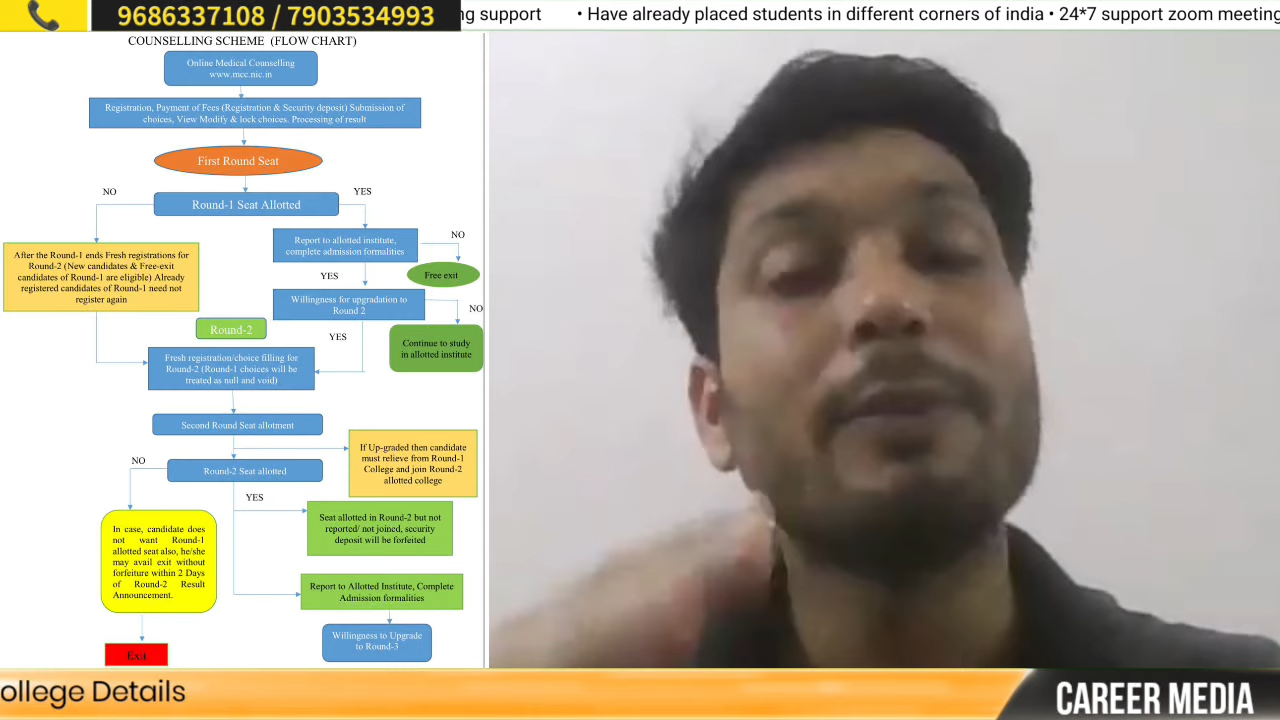 9686337108 / 7903534993
ng support • Have already placed students in different corners of india • 24*7 support zoom meeting
COUNSELLING SCHEME (FLOW CHART)
Online Medical Counselling
www.mcc.nic.in
Registration, Payment of Fees (Registration & Security deposit) Submission of
choices, View Modify & lock choices. Processing of result
First Round Seat
NO
YES
Round-1 Seat Allotted
Report to allotted institute,
complete admission formalities
NO
Free exit
After the Round-1 ends Fresh registrations for
Round-2 (New candidates & Free-exit
candidates of Round-1 are eligible) Already
registered candidates of Round-1 need not
register again
YES
Willingness for upgradation to
Round 2
NO
Continue to study
in allotted institute
Round-2
YES
Fresh registration/choice filling for
Round-2 (Round-1 choices will be
treated as null and void)
Second Round Seat allotment
If Up-graded then candidate
must relieve from Round-1
College and join Round-2
allotted college
NO
Round-2 Seat allotted
YES
Seat allotted in Round-2 but not
reported/ not joined, security
deposit will be forfeited
In case, candidate does
not want Round-1
allotted seat also, he/she
may avail exit without
forfeiture within 2 Days
of Round-2 Result
Announcement.
Report to Allotted Institute, Complete
Admission formalities
Willingness to Upgrade
to Round-3
Exit
ollege Details
CAREER MEDIA